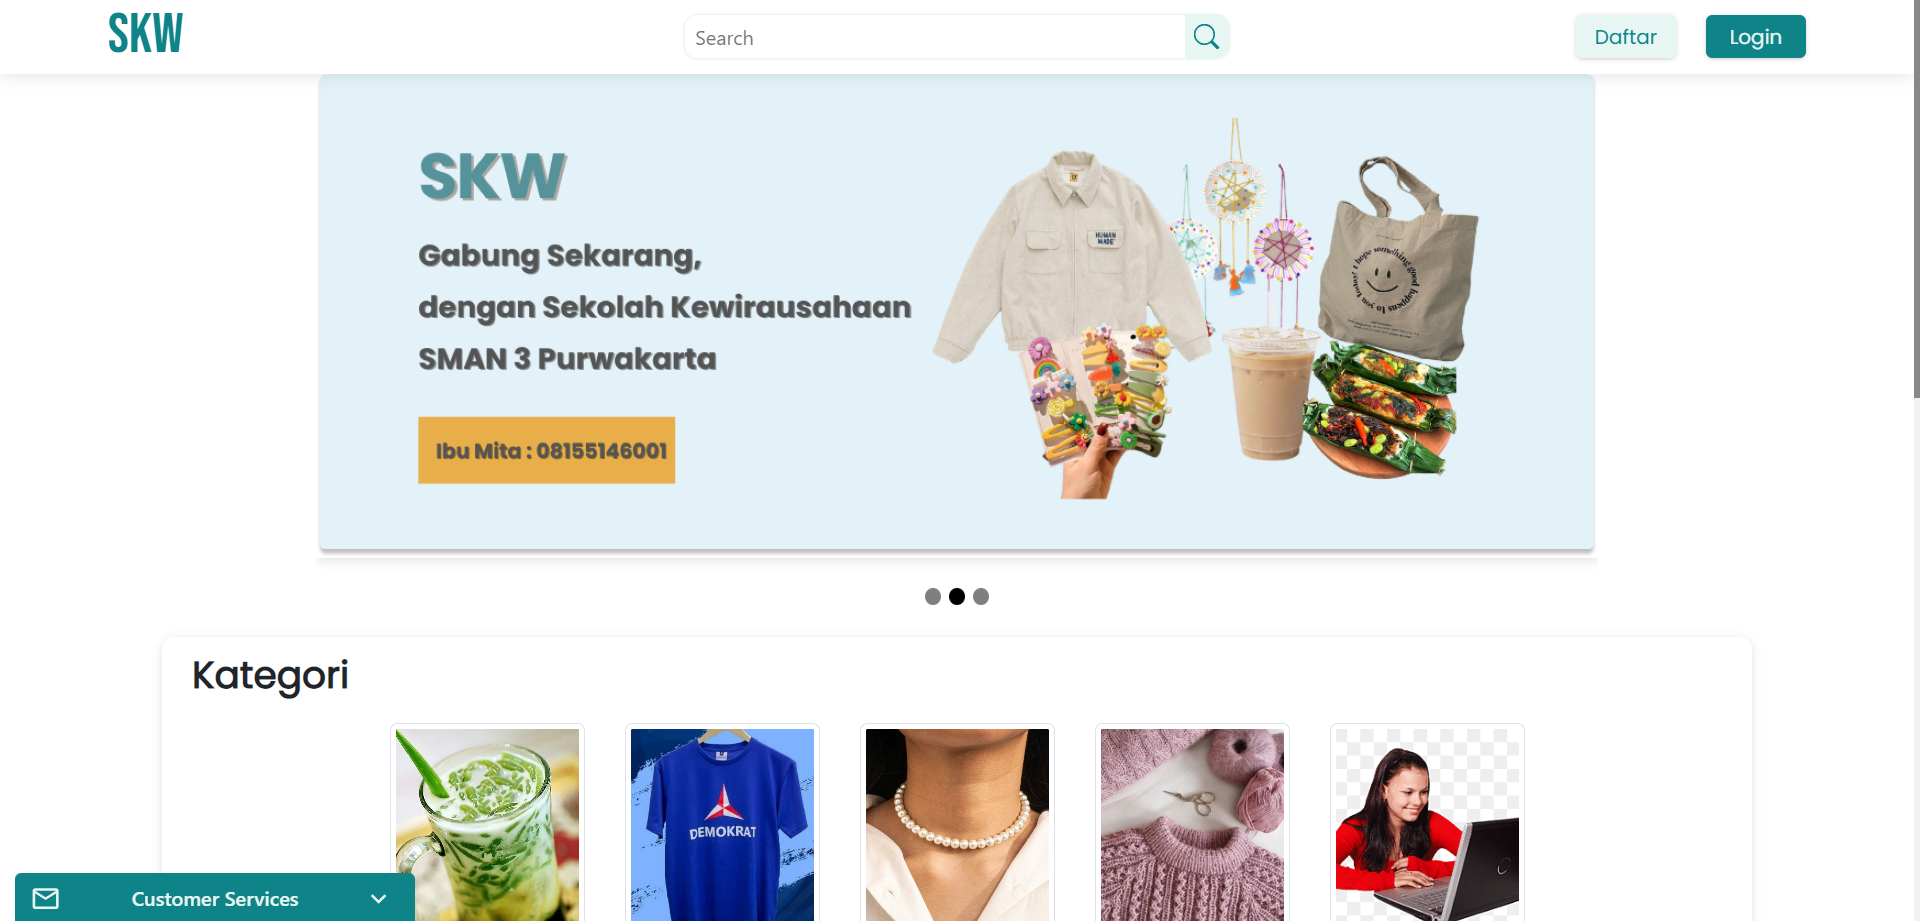 SKW
Search
Daftar
Login
SKW
Gabung Sekarang,
dengan Sekolah Kewirausahaan
SMAN 3 Purwakarta
Ibu Mita : 08155146001
HUMAN
MADE
I hope something good happens to you today!
Kategori
DEMOKRAT
Customer Services